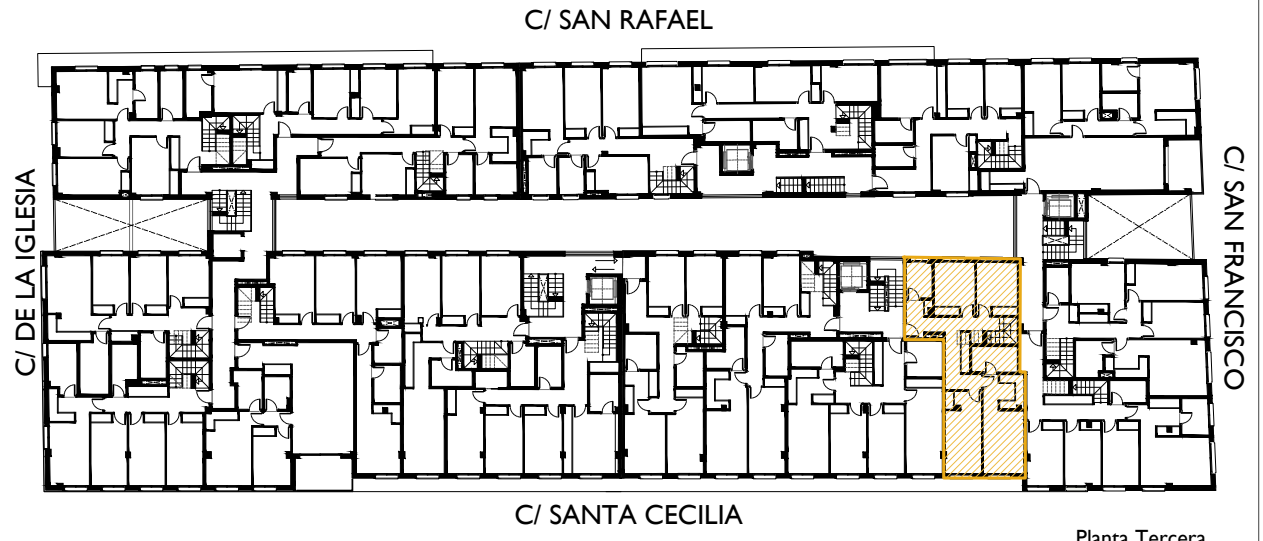 C/ SAN RAFAEL
C/ DE LA IGLESIA
C/ SAN FRANCISCO
C/ SANTA CECILIA
Planta Tercera